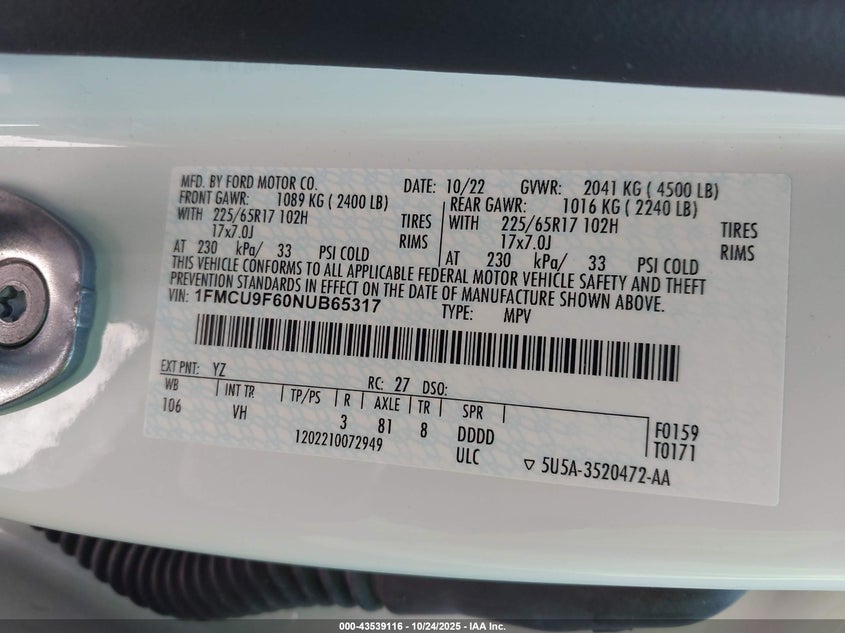 MFD. BY FORD MOTOR CO. DATE: 10/22 GVWR: 2041 KG ( 4500 LB)
FRONT GAWR: 1089 KG ( 2400 LB) REAR GAWR: 1016 KG ( 2240 LB)
WITH 225/65R17 102H TIRES WITH 225/65R17 102H TIRES
17x7.0J RIMS 17x7.0J RIMS
AT 230 kPa/ 33 PSI COLD AT 230 kPa/ 33 PSI COLD
THIS VEHICLE CONFORMS TO ALL APPLICABLE FEDERAL MOTOR VEHICLE SAFETY AND THEFT
PREVENTION STANDARDS IN EFFECT ON THE DATE OF MANUFACTURE SHOWN ABOVE.
VIN: 1FMCU9F60NUB65317 TYPE: MPV
EXT PNT: YZ RC: 27 DSO:
WB INT TR TP/PS R AXLE TR SPR
106 VH 3 81 8 DDDD F0159
1202210072949 ULC T0171
▽ 5U5A-3520472-AA
000-43539116 - 10/24/2025 - IAA Inc.